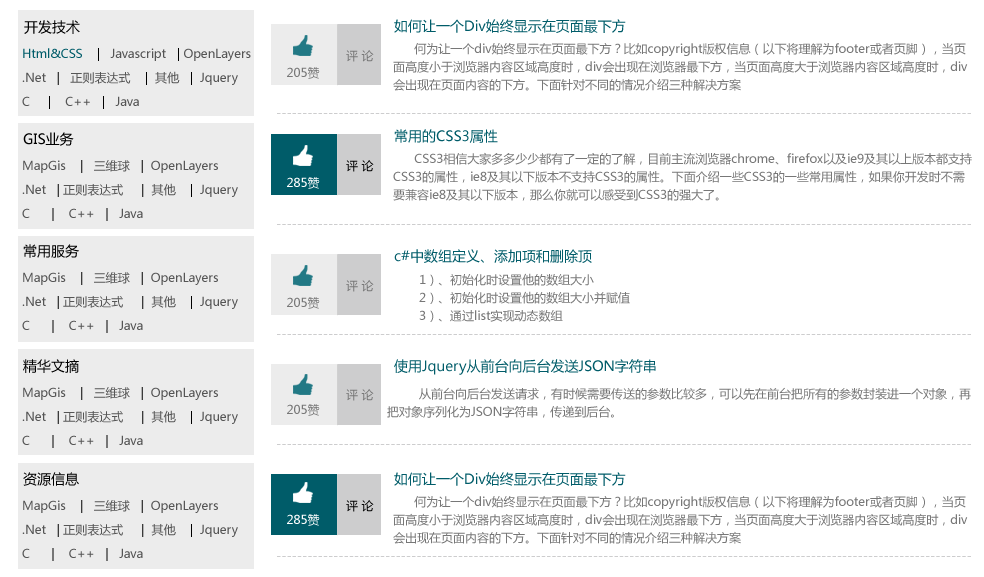 开发技术
Html&CSS | Javascript | OpenLayers
.Net | 正则表达式 | 其他 | Jquery
C | C++ | Java
GIS业务
MapGis | 三维球 | OpenLayers
.Net | 正则表达式 | 其他 | Jquery
C | C++ | Java
常用服务
MapGis | 三维球 | OpenLayers
.Net | 正则表达式 | 其他 | Jquery
C | C++ | Java
精华文摘
MapGis | 三维球 | OpenLayers
.Net | 正则表达式 | 其他 | Jquery
C | C++ | Java
资源信息
MapGis | 三维球 | OpenLayers
.Net | 正则表达式 | 其他 | Jquery
C | C++ | Java
205赞
评 论
如何让一个Div始终显示在页面最下方
何为让一个div始终显示在页面最下方？比如copyright版权信息（以下将理解为footer或者页脚），当页
面高度小于浏览器内容区域高度时，div会出现在浏览器最下方，当页面高度大于浏览器内容区域高度时，div
会出现在页面内容的下方。下面针对不同的情况介绍三种解决方案
285赞
评 论
常用的CSS3属性
CSS3相信大家多多少少都有了一定的了解，目前主流浏览器chrome、firefox以及ie9及其以上版本都支持
CSS3的属性，ie8及其以下版本不支持CSS3的属性。下面介绍一些CSS3的一些常用属性，如果你开发时不需
要兼容ie8及其以下版本，那么你就可以感受到CSS3的强大了。
205赞
评 论
c#中数组定义、添加项和删除顶
1）、初始化时设置他的数组大小
2）、初始化时设置他的数组大小并赋值
3）、通过list实现动态数组
205赞
评 论
使用Jquery从前台向后台发送JSON字符串
从前台向后台发送请求，有时候需要传送的参数比较多，可以先在前台把所有的参数封装进一个对象，再
把对象序列化为JSON字符串，传递到后台。
285赞
评 论
如何让一个Div始终显示在页面最下方
何为让一个div始终显示在页面最下方？比如copyright版权信息（以下将理解为footer或者页脚），当页
面高度小于浏览器内容区域高度时，div会出现在浏览器最下方，当页面高度大于浏览器内容区域高度时，div
会出现在页面内容的下方。下面针对不同的情况介绍三种解决方案